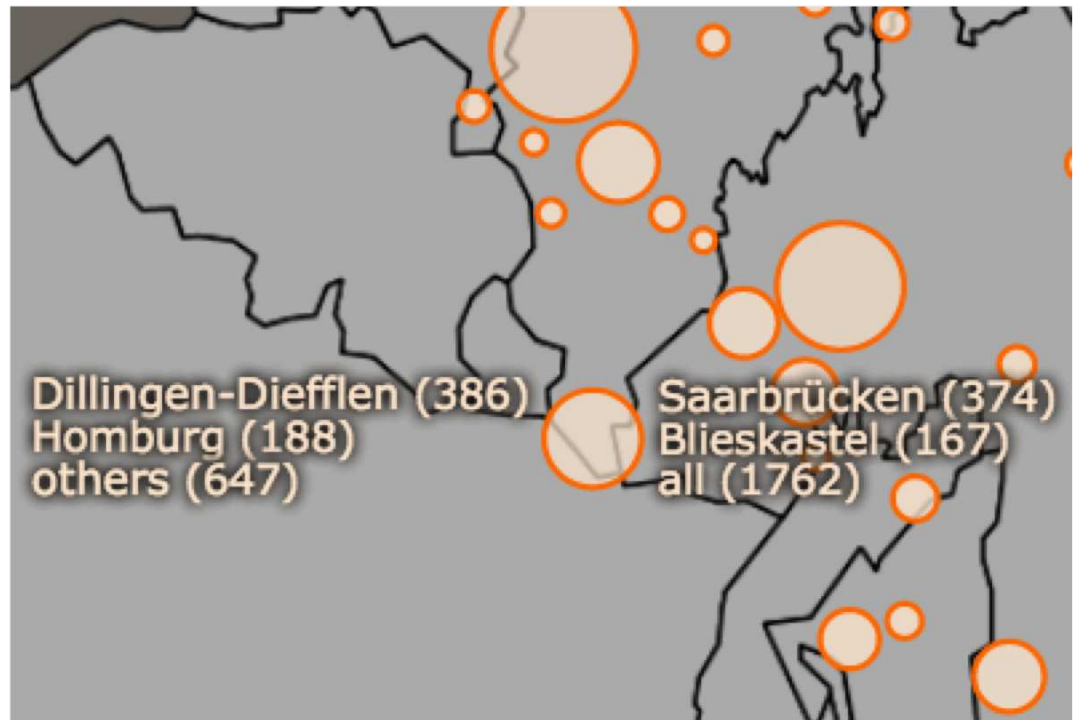 Dillingen-Diefflen (386)
Homburg (188)
others (647)
Saarbrücken (374)
Blieskastel (167)
all (1762)